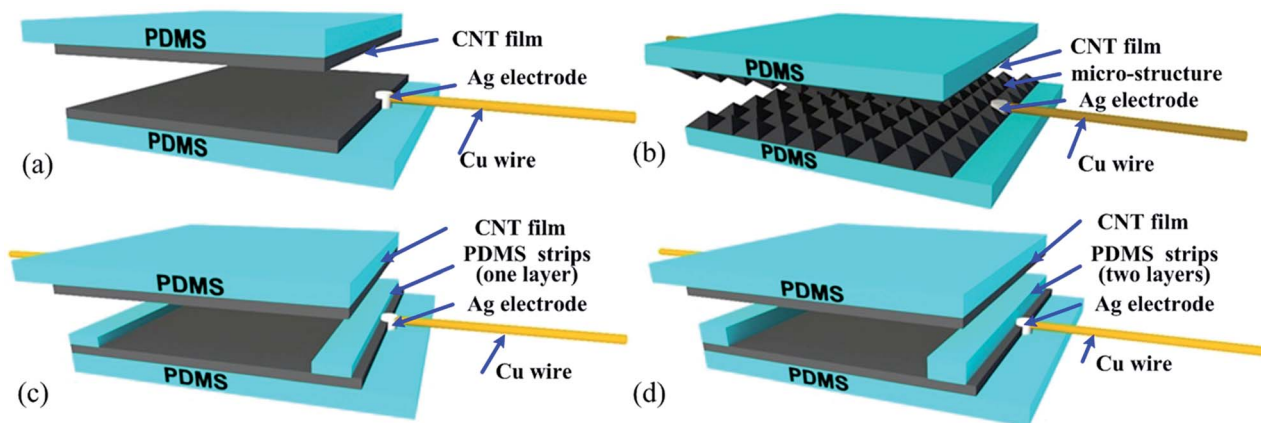 PDMS
CNT film
Ag electrode
PDMS
Cu wire
(a)
PDMS
CNT film
micro-structure
Ag electrode
PDMS
Cu wire
(b)
CNT film
PDMS strips
(one layer)
PDMS
Ag electrode
PDMS
Cu wire
(c)
CNT film
PDMS strips
(two layers)
PDMS
Ag electrode
PDMS
Cu wire
(d)